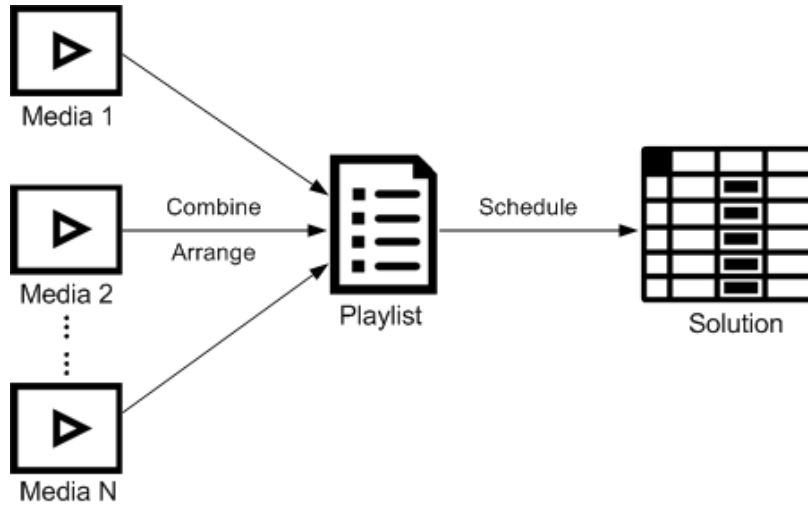 Media 1
Combine
Arrange
Media 2
Media N
Playlist
Schedule
Solution